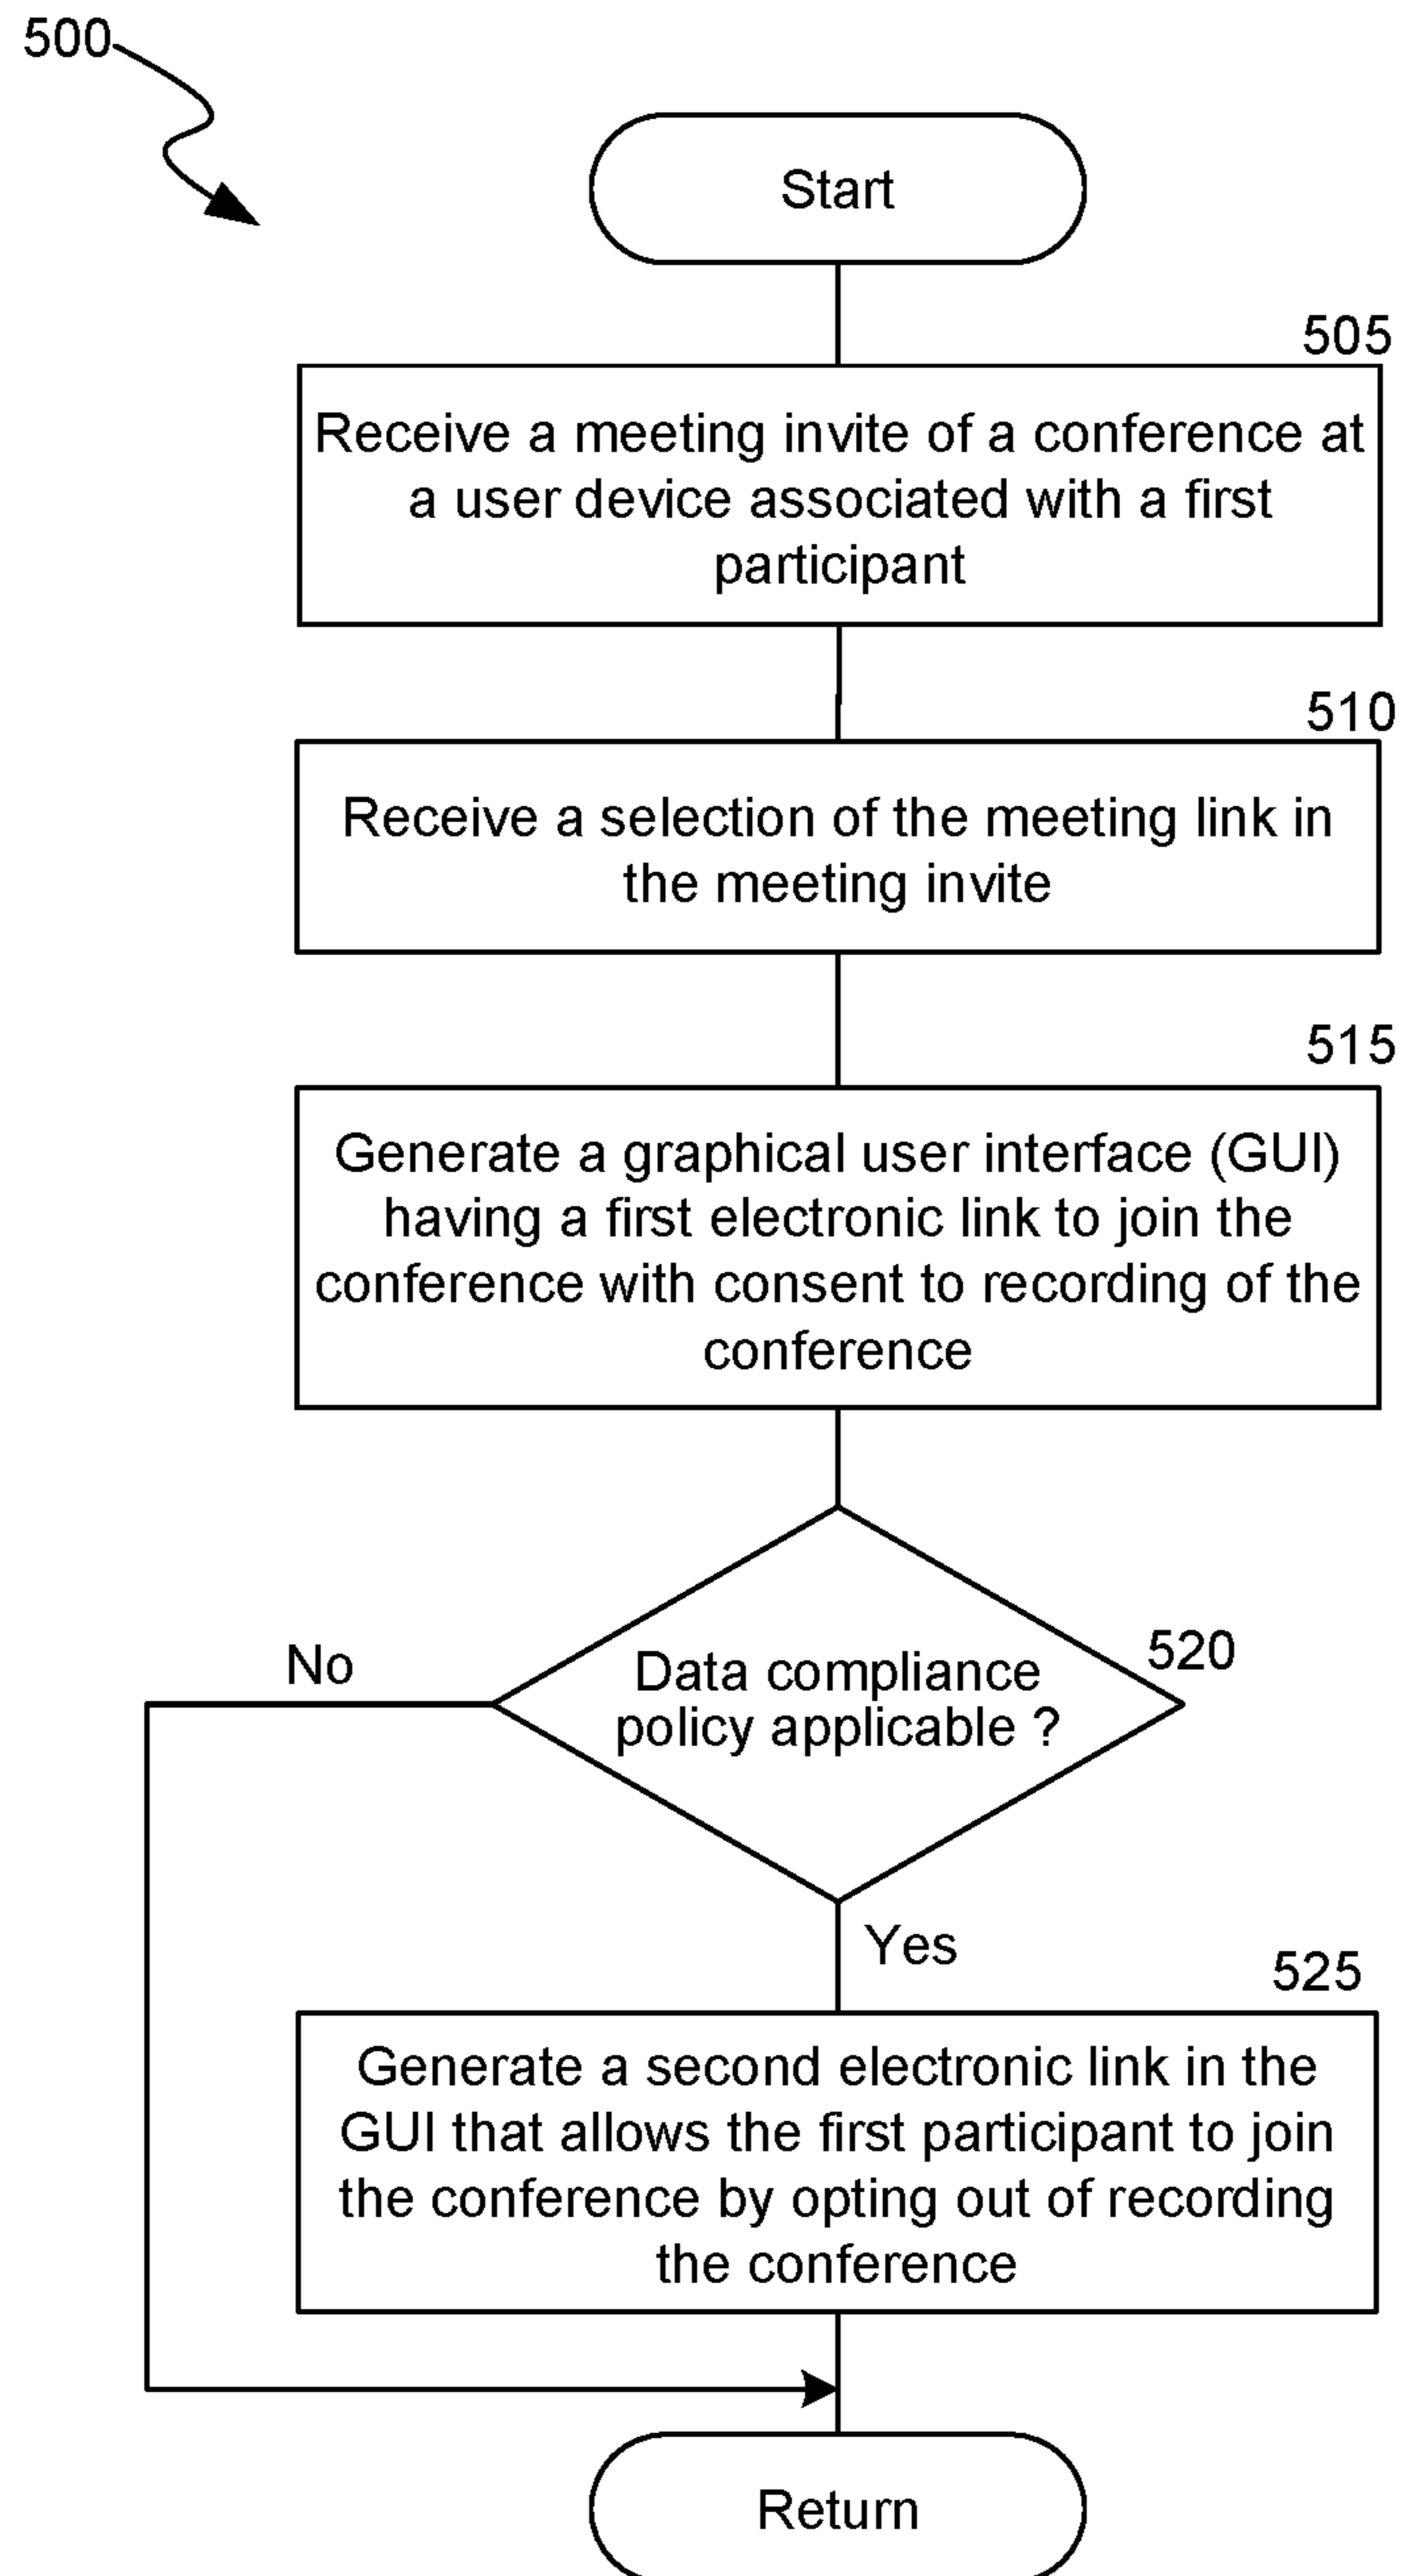 500
Start
505
Receive a meeting invite of a conference at
a user device associated with a first
participant
510
Receive a selection of the meeting link in
the meeting invite
515
Generate a graphical user interface (GUI)
having a first electronic link to join the
conference with consent to recording of the
conference
520
Data compliance
policy applicable ?
No
Yes
525
Generate a second electronic link in the
GUI that allows the first participant to join
the conference by opting out of recording
the conference
Return